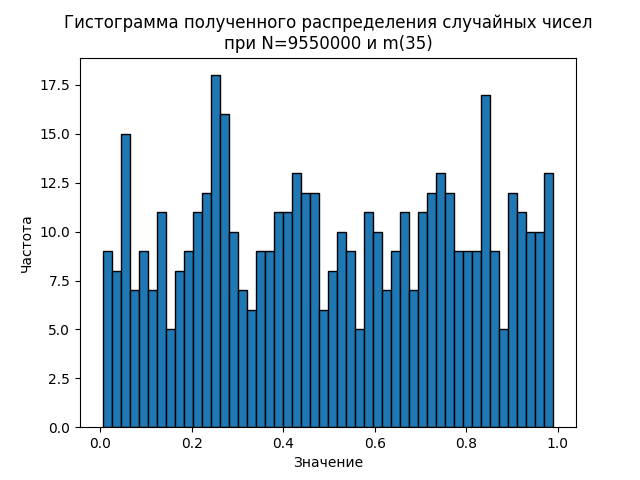 Гистограмма полученного распределения случайных чисел
при N=9550000 и m(35)
Частота
17.5
15.0
12.5
10.0
7.5
5.0
2.5
0.0
0.0 0.2 0.4 0.6 0.8 1.0
Значение